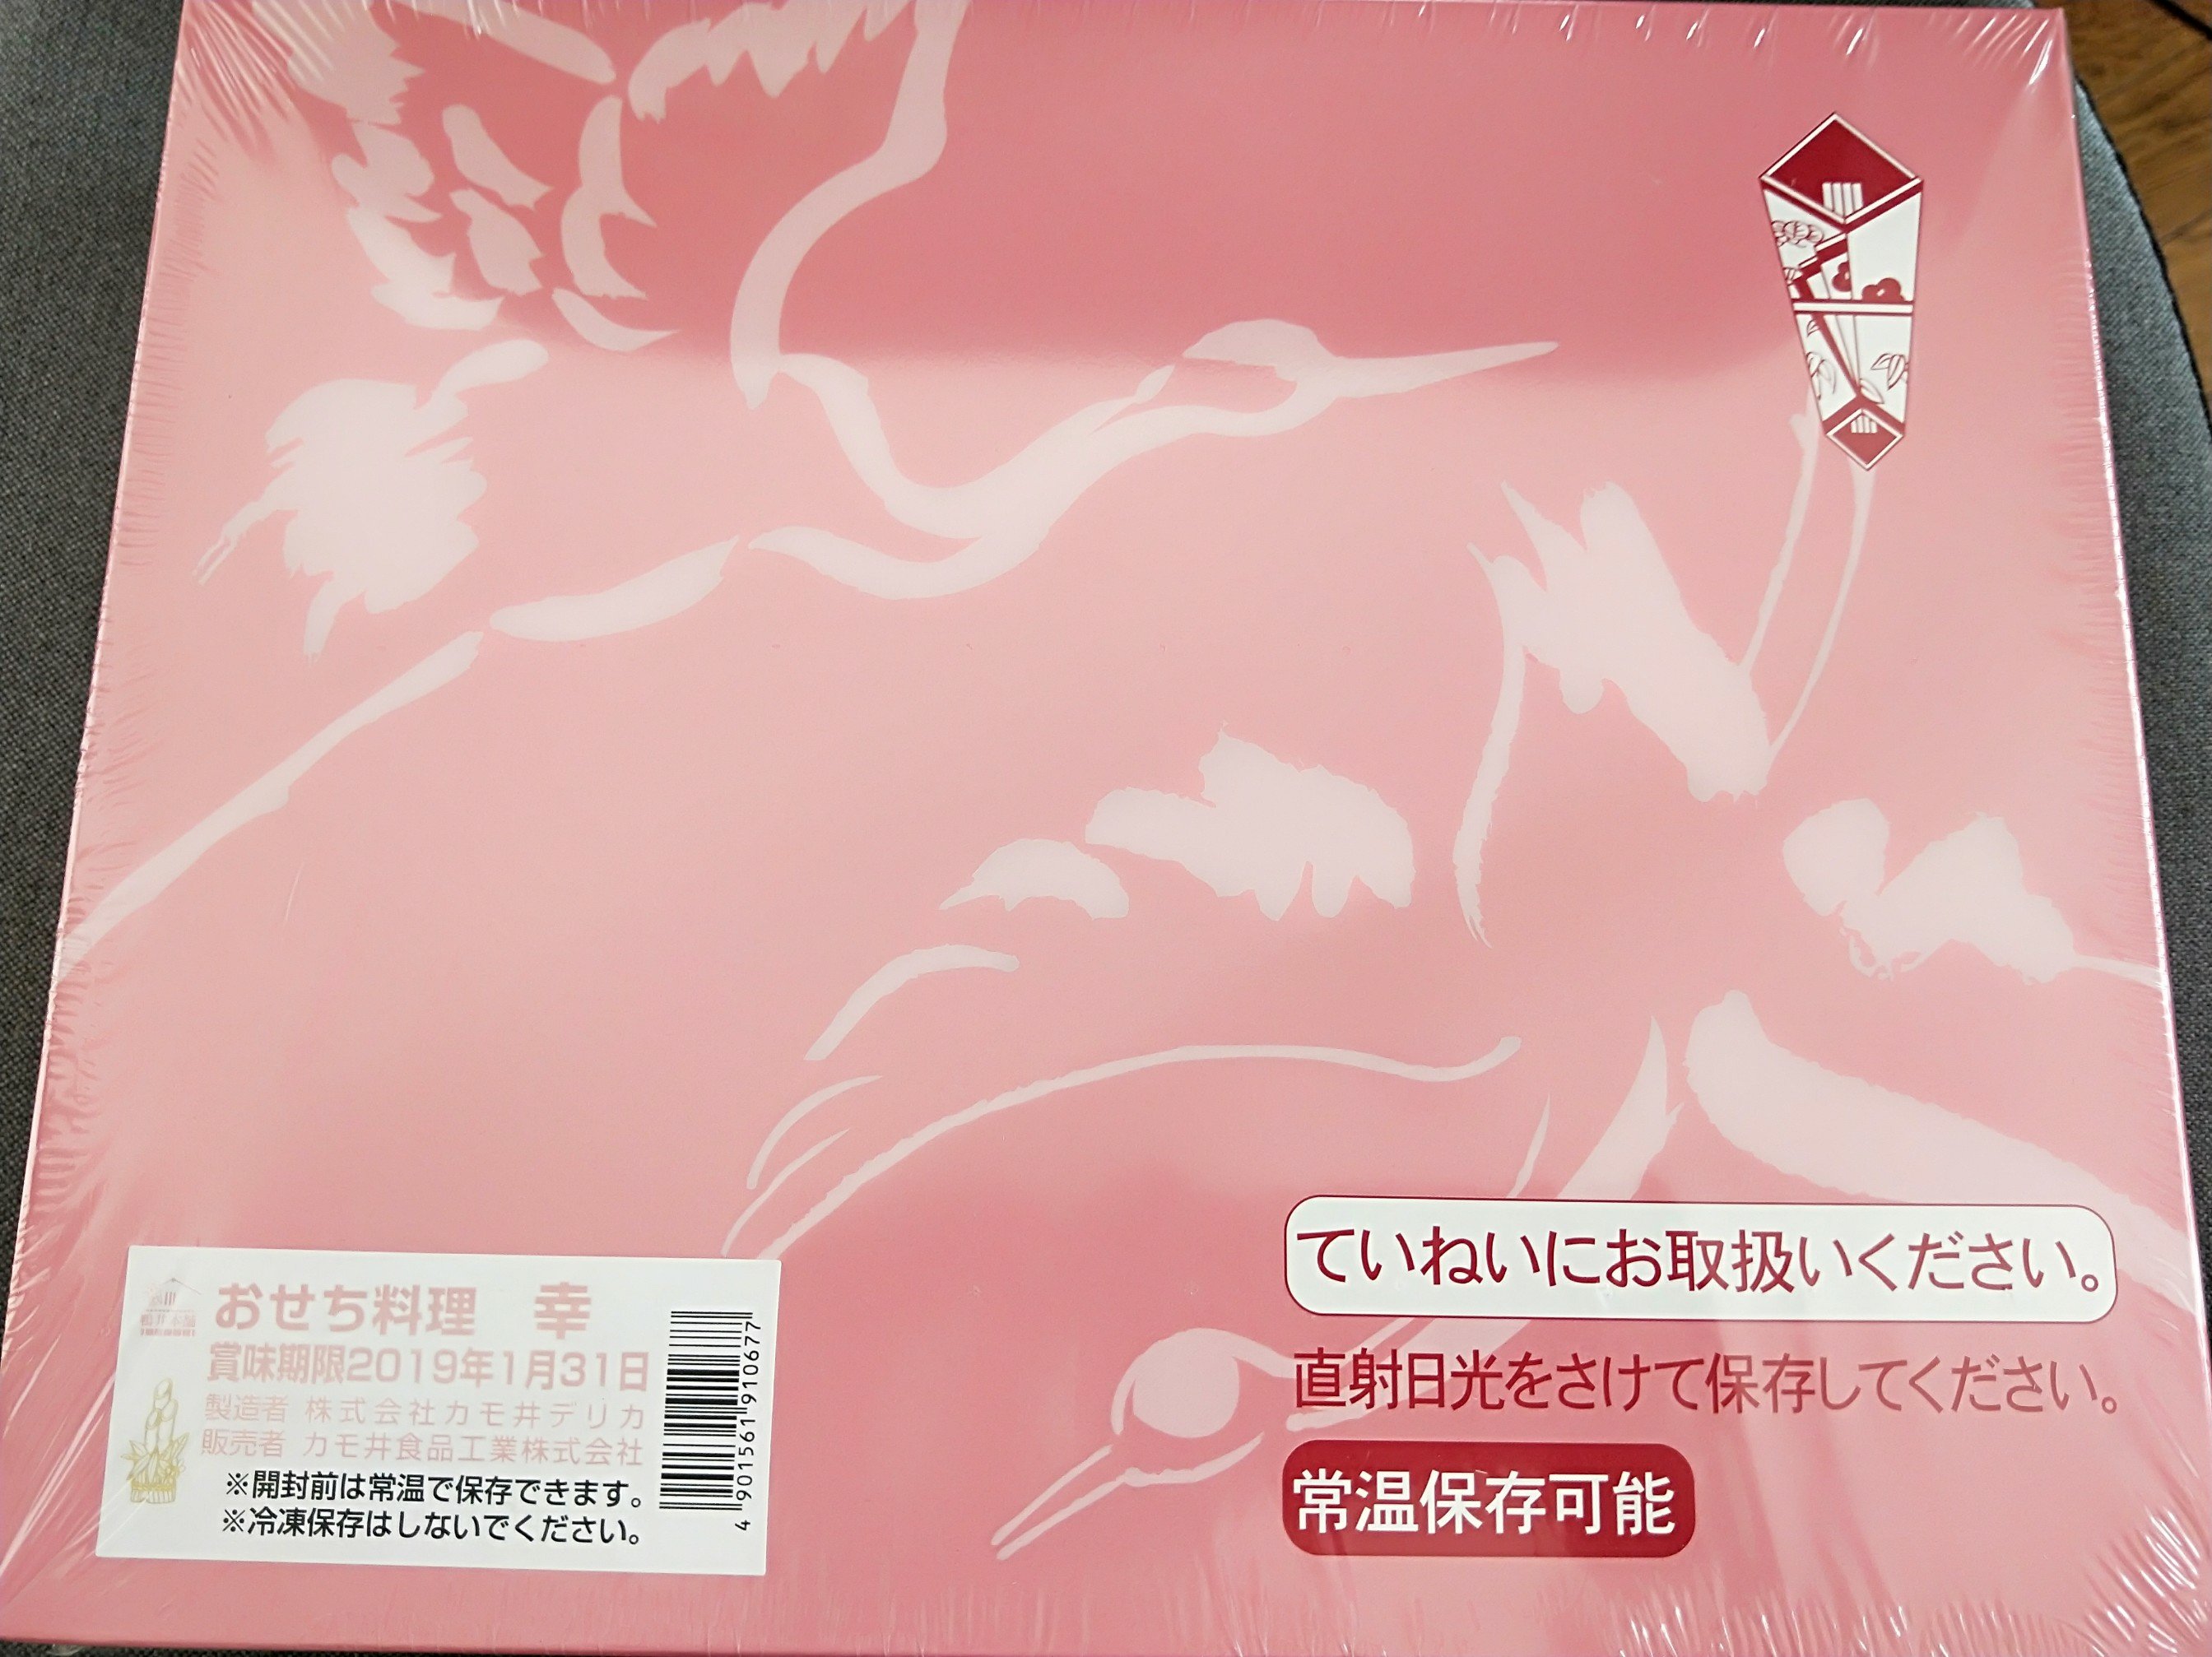 ていねいにお取扱いください。
直射日光をさけて保存してください。
常温保存可能
おせち料理 幸
賞味期限2019年1月31日
製造者 株式会社カモ井デリカ
販売者 カモ井食品工業株式会社
※開封前は常温で保存できます。
※冷凍保存はしないでください。
4901561910677